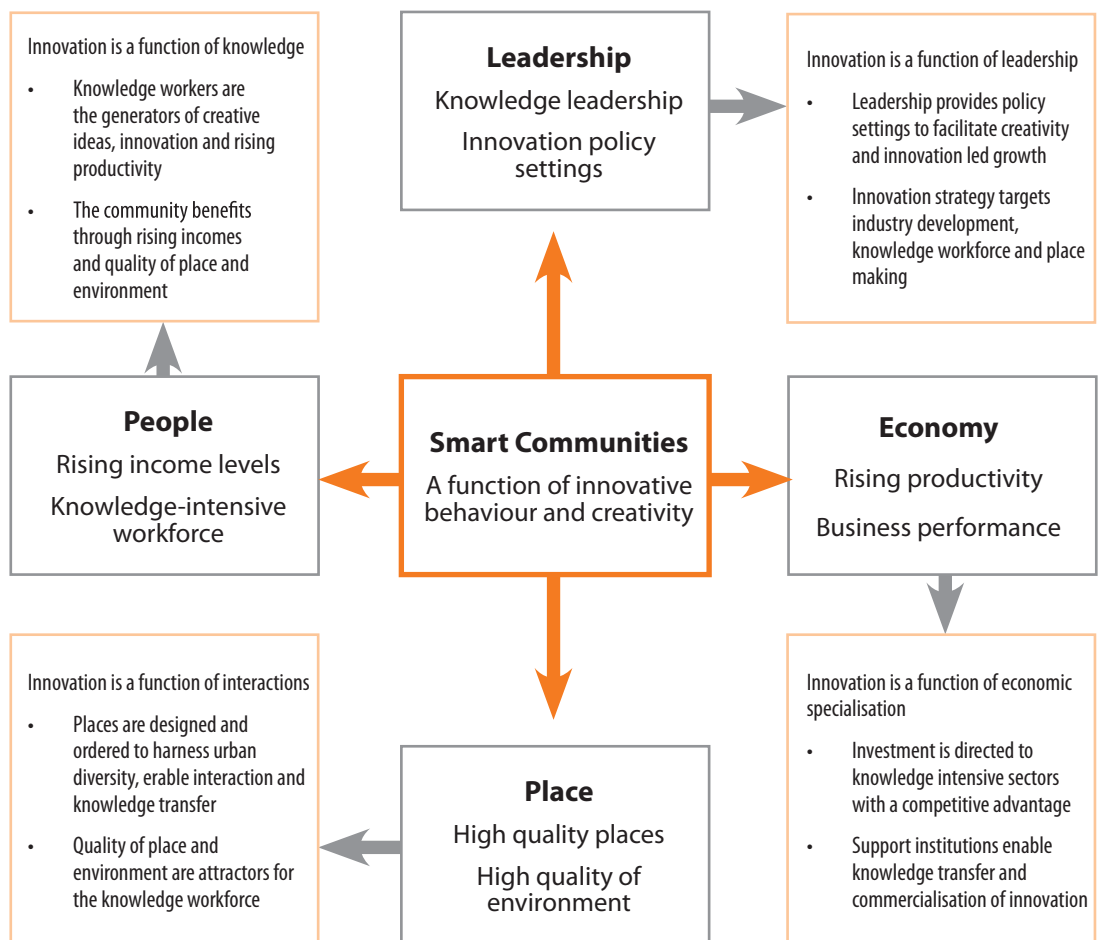 Innovation is a function of knowledge
• Knowledge workers are
the generators of creative
ideas, innovation and rising
productivity
• The community benefits
through rising incomes
and quality of place and
environment
Leadership
Knowledge leadership
Innovation policy
settings
Innovation is a function of leadership
• Leadership provides policy
settings to facilitate creativity
and innovation led growth
• Innovation strategy targets
industry development,
knowledge workforce and place
making
People
Rising income levels
Knowledge-intensive
workforce
Smart Communities
A function of innovative
behaviour and creativity
Economy
Rising productivity
Business performance
Innovation is a function of interactions
• Places are designed and
ordered to harness urban
diversity, enable interaction and
knowledge transfer
• Quality of place and
environment are attractors for
the knowledge workforce
Place
High quality places
High quality of
environment
Innovation is a function of economic
specialisation
• Investment is directed to
knowledge intensive sectors
with a competitive advantage
• Support institutions enable
knowledge transfer and
commercialisation of innovation